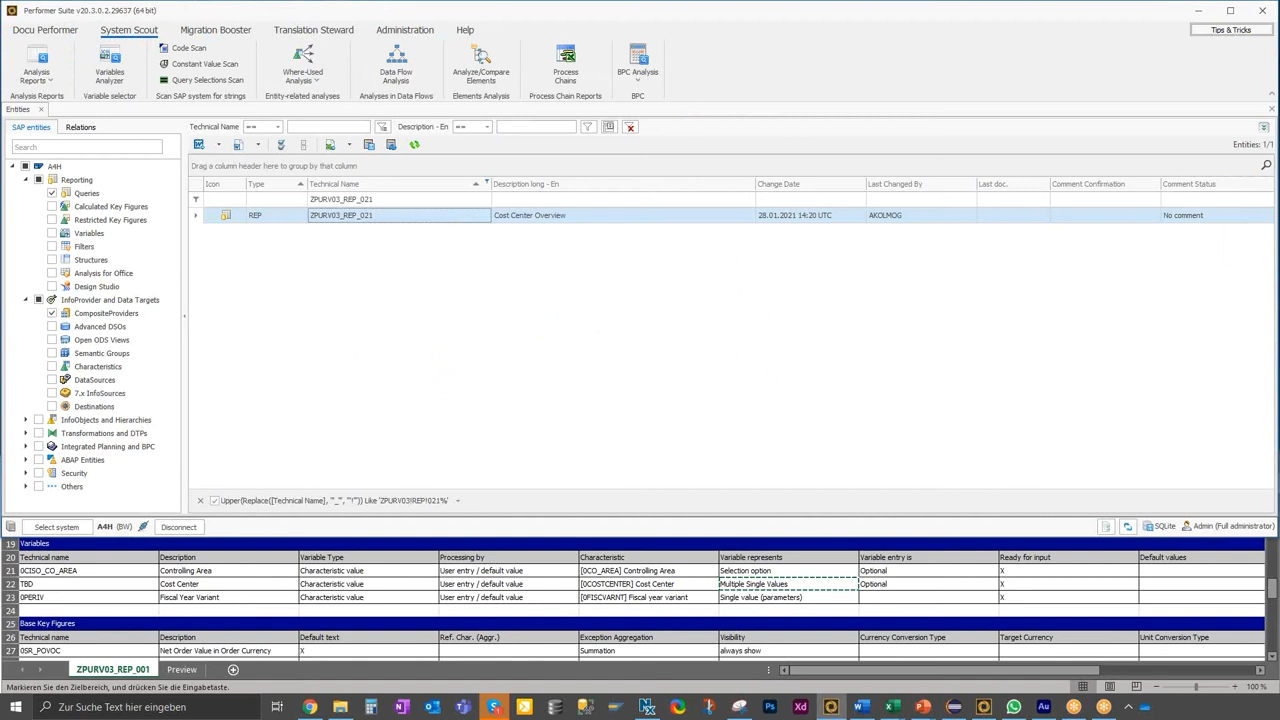 Performer Suite v20.3.0.2.29637 (64 bit)
Docu Performer System Scout Migration Booster Translation Steward Administration Help Tips & Tricks
Analysis Reports Variables Analyzer Code Scan Constant Value Scan Query Selections Scan Where-Used Analysis Data Flow Analysis Analyze/Compare Elements Process Chains BPC Analysis
Analysis Reports Variable selector Scan SAP system for strings Entity-related analyses Analyses in Data Flows Elements Analysis Process Chain Reports BPC
Entities
SAP entities Relations Technical Name == Description - En ==
Search Entities: 1/1
A4H Drag a column header here to group by that column
Reporting Icon Type Technical Name Description long - En Change Date Last Changed By Last doc. Comment Confirmation Comment Status
Queries ZPURV03_REP_021
Calculated Key Figures REP ZPURV03_REP_021 Cost Center Overview 28.01.2021 14:20 UTC AKOLMOG No comment
Restricted Key Figures
Variables
Filters
Structures
Analysis for Office
Design Studio
InfoProvider and Data Targets
CompositeProviders
Advanced DSOs
Open ODS Views
Semantic Groups
Characteristics
DataSources
7.x InfoSources
Destinations
InfoObjects and Hierarchies
Transformations and DTPs
Integrated Planning and BPC
ABAP Entities
Security
Others
Upper(Replace([Technical Name], '"_"', '"!"')) Like 'ZPURV03!REP!021%'
Select system A4H (BW) Disconnect SQLite Admin (Full administrator)
19 Variables
20 Technical name Description Variable Type Processing by Characteristic Variable represents Variable entry is Ready for input Default values
21 0CISO_CO_AREA Controlling Area Characteristic value User entry / default value [0CO_AREA] Controlling Area Selection option Optional X
22 TBD Cost Center Characteristic value User entry / default value [0COSTCENTER] Cost Center Multiple Single Values Optional X
23 0PERIV Fiscal Year Variant Characteristic value User entry / default value [0FISCVARNT] Fiscal year variant Single value (parameters) X
24
25 Base Key Figures
26 Technical name Description Default text Ref. Char. (Aggr.) Exception Aggregation Visibility Currency Conversion Type Target Currency Unit Conversion Type
27 0SR_POVOC Net Order Value in Order Currency X Summation always show
ZPURV03_REP_001 Preview
Markieren Sie den Zielbereich, und drücken Sie die Eingabetaste. 100 %
Zur Suche Text hier eingeben